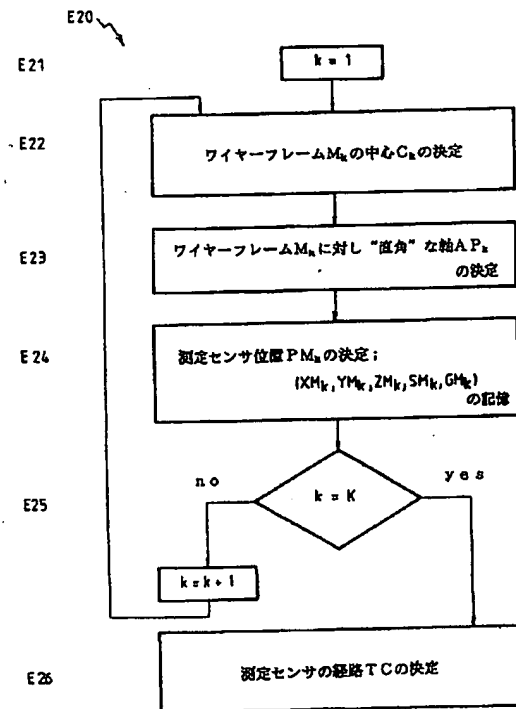 E20
E21
k = 1
E22
ワイヤーフレームMkの中心Ckの決定
E23
ワイヤーフレームMkに対し“直角”な軸APk
の決定
E24
測定センサ位置PMkの決定;
(XMk,YMk,ZMk,SMk,GMk)
の記憶
no
yes
E25
k = K
k=k+1
E26
測定センサの経路TCの決定